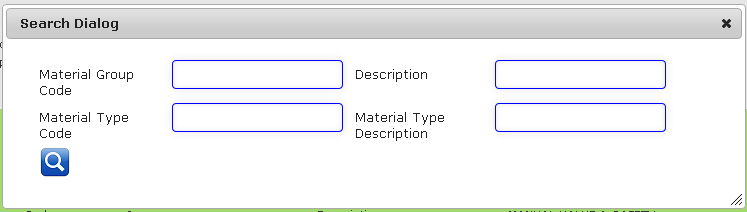 Search Dialog
Material Group Code
Description
Material Type Code
Material Type Description